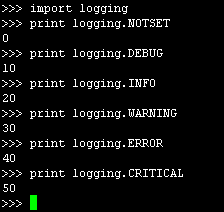 >>> import logging
>>> print logging.NOTSET
0
>>> print logging.DEBUG
10
>>> print logging.INFO
20
>>> print logging.WARNING
30
>>> print logging.ERROR
40
>>> print logging.CRITICAL
50
>>>